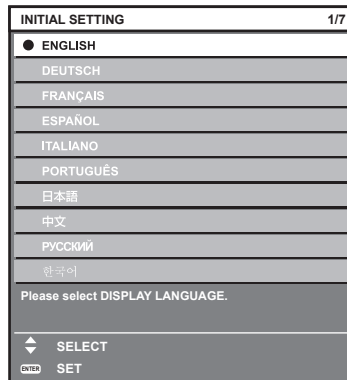 INITIAL SETTING 1/7
ENGLISH
DEUTSCH
FRANÇAIS
ESPAÑOL
ITALIANO
PORTUGUÊS
日本語
中文
РУССКИЙ
한국어
Please select DISPLAY LANGUAGE.
SELECT
ENTER SET